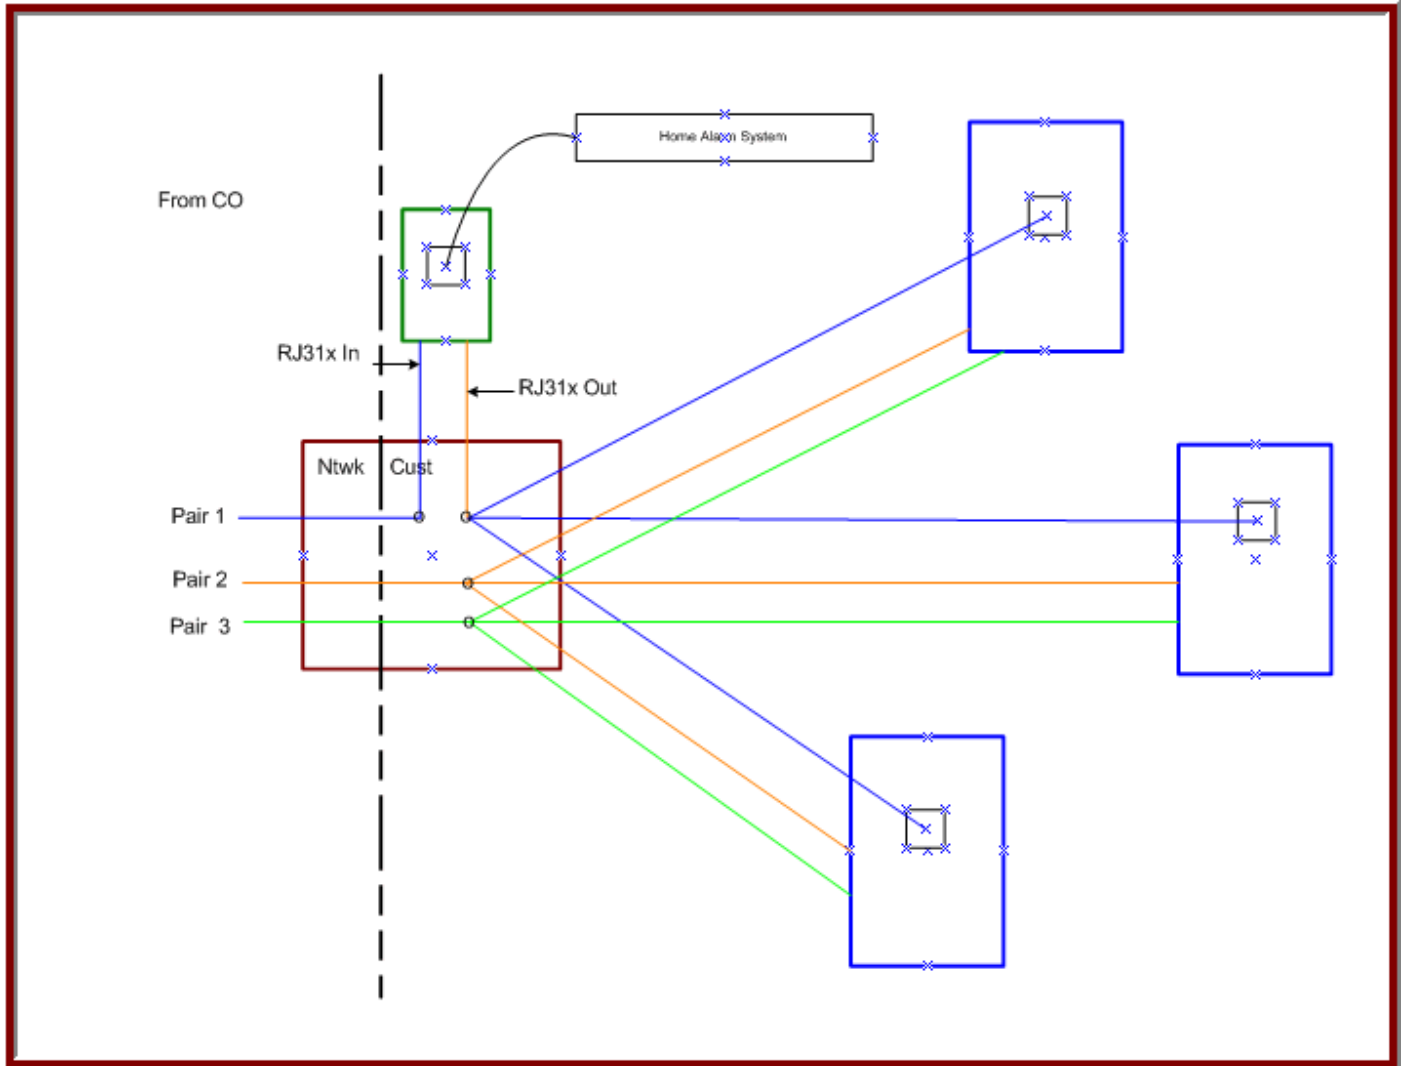 Home Alarm System
From CO
RJ31x In
RJ31x Out
Ntwk
Cust
Pair 1
Pair 2
Pair 3